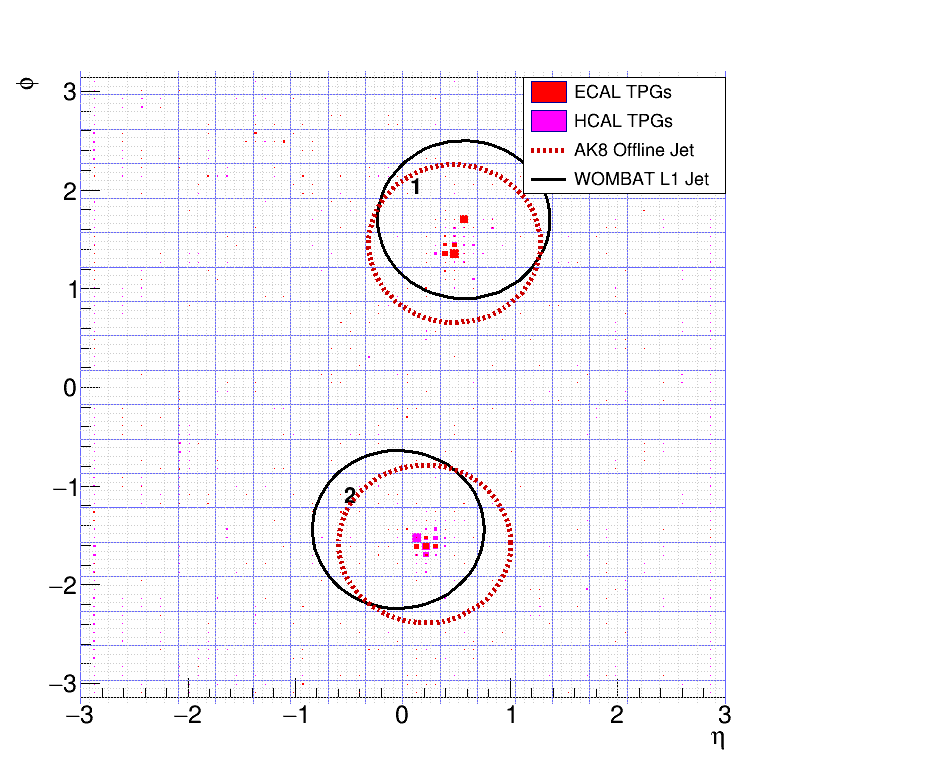 ϕ
3
2
1
0
−1
−2
−3
ECAL TPGs
HCAL TPGs
AK8 Offline Jet
WOMBAT L1 Jet
1
2
−3 −2 −1 0 1 2 3
η